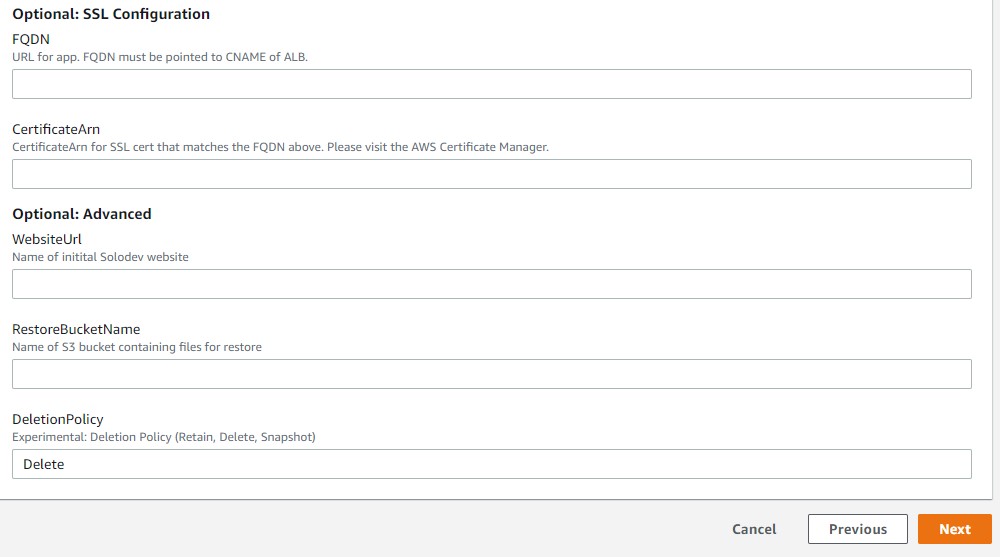 Optional: SSL Configuration
FQDN
URL for app. FQDN must be pointed to CNAME of ALB.
CertificateArn
CertificateArn for SSL cert that matches the FQDN above. Please visit the AWS Certificate Manager.
Optional: Advanced
WebsiteUrl
Name of initital Solodev website
RestoreBucketName
Name of S3 bucket containing files for restore
DeletionPolicy
Experimental: Deletion Policy (Retain, Delete, Snapshot)
Delete
Cancel Previous Next